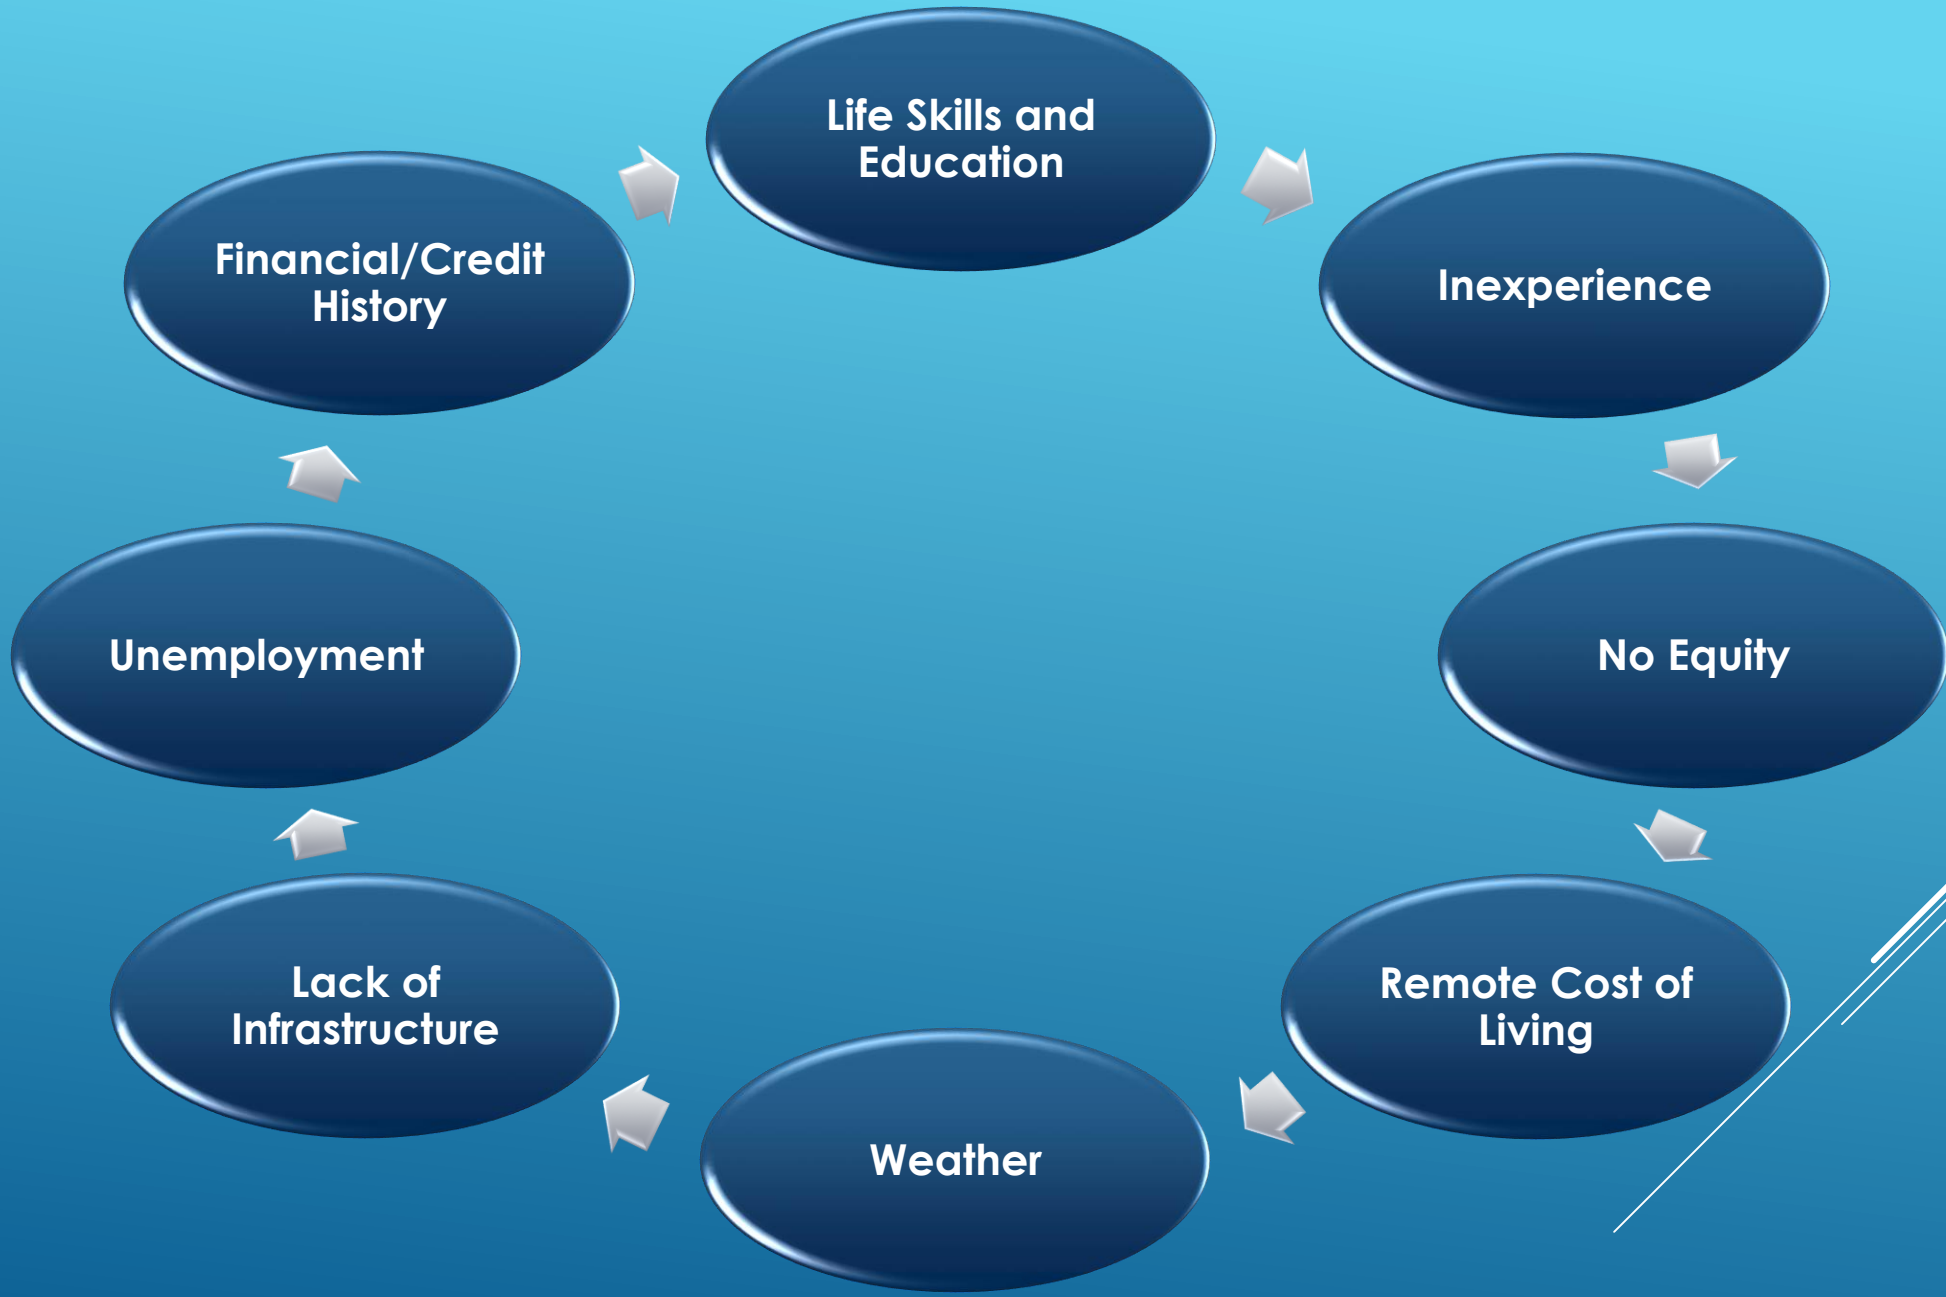 Life Skills and
Education
Inexperience
No Equity
Remote Cost of
Living
Weather
Lack of
Infrastructure
Unemployment
Financial/Credit
History